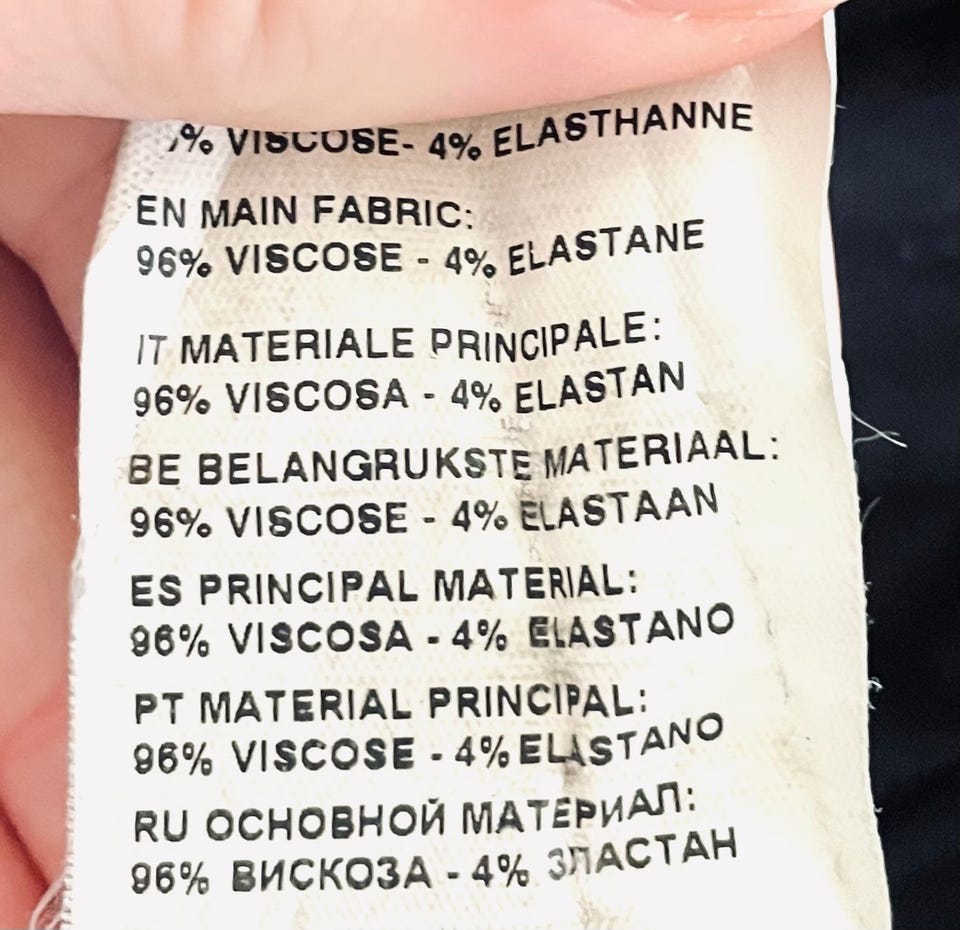 % VISCOSE- 4% ELASTHANNE
EN MAIN FABRIC:
96% VISCOSE - 4% ELASTANE
IT MATERIALE PRINCIPALE:
96% VISCOSA - 4% ELASTAN
BE BELANGRUKSTE MATERIAAL:
96% VISCOSE - 4% ELASTAAN
ES PRINCIPAL MATERIAL:
96% VISCOSA - 4% ELASTANO
PT MATERIAL PRINCIPAL:
96% VISCOSE - 4% ELASTANO
RU ОСНОВНОЙ МАТЕРИАЛ:
96% ВИСКОЗА - 4% ЗЛАСТАН